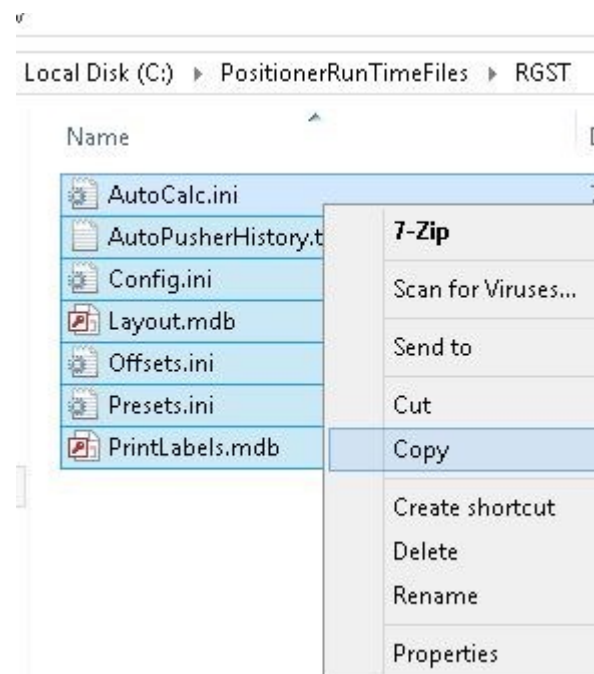 Local Disk (C:) ▸ PositionerRunTimeFiles ▸ RGST
Name
AutoCalc.ini
AutoPusherHistory.t
Config.ini
Layout.mdb
Offsets.ini
Presets.ini
PrintLabels.mdb
7-Zip
Scan for Viruses...
Send to
Cut
Copy
Create shortcut
Delete
Rename
Properties